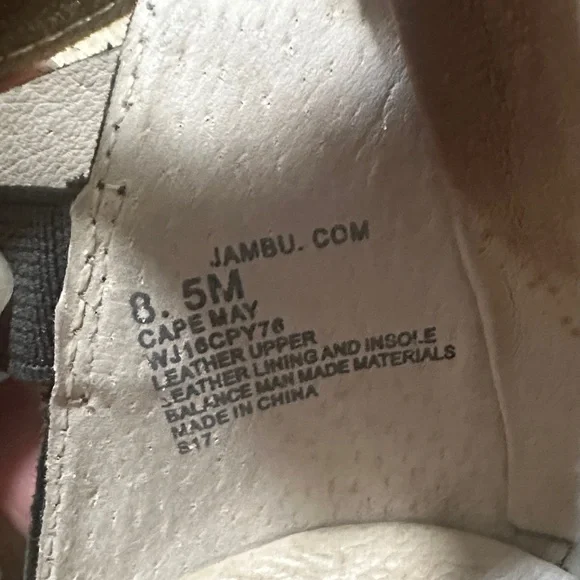 JAMBU.COM
8.5M
CAPE MAY
WJ16CPY76
LEATHER UPPER
LEATHER LINING AND INSOLE
BALANCE MAN MADE MATERIALS
MADE IN CHINA
S17